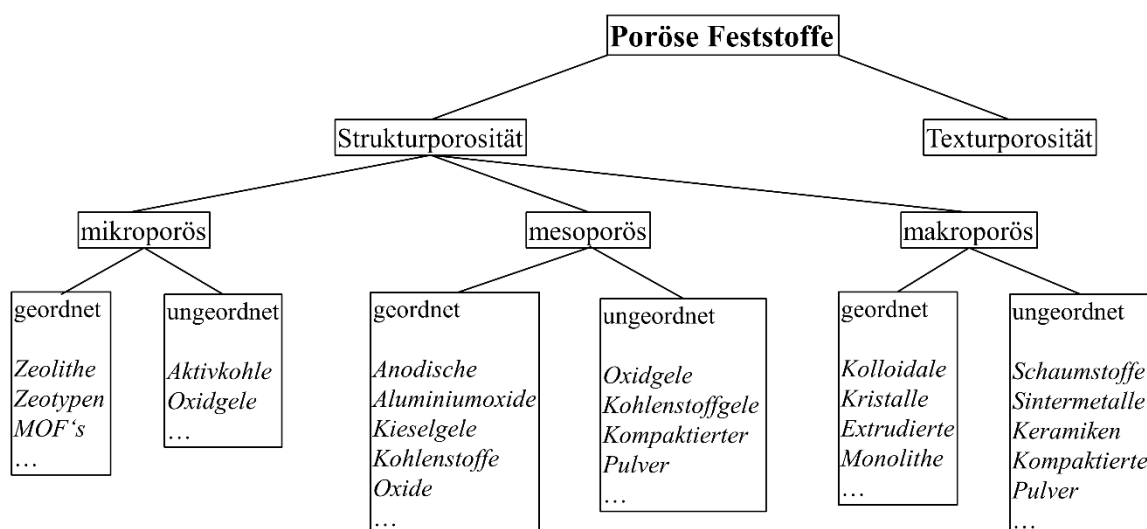 Poröse Feststoffe
Strukturporosität
Texturporosität
mikroporös
mesoporös
makroporös
geordnet
Zeolithe
Zeotypen
MOF‘s
…
ungeordnet
Aktivkohle
Oxidgele
…
geordnet
Anodische
Aluminiumoxide
Kieselgele
Kohlenstoffe
Oxide
…
ungeordnet
Oxidgele
Kohlenstoffgele
Kompaktierter
Pulver
…
geordnet
Kolloidale
Kristalle
Extrudierte
Monolithe
…
ungeordnet
Schaumstoffe
Sintermetalle
Keramiken
Kompaktierte
Pulver
…